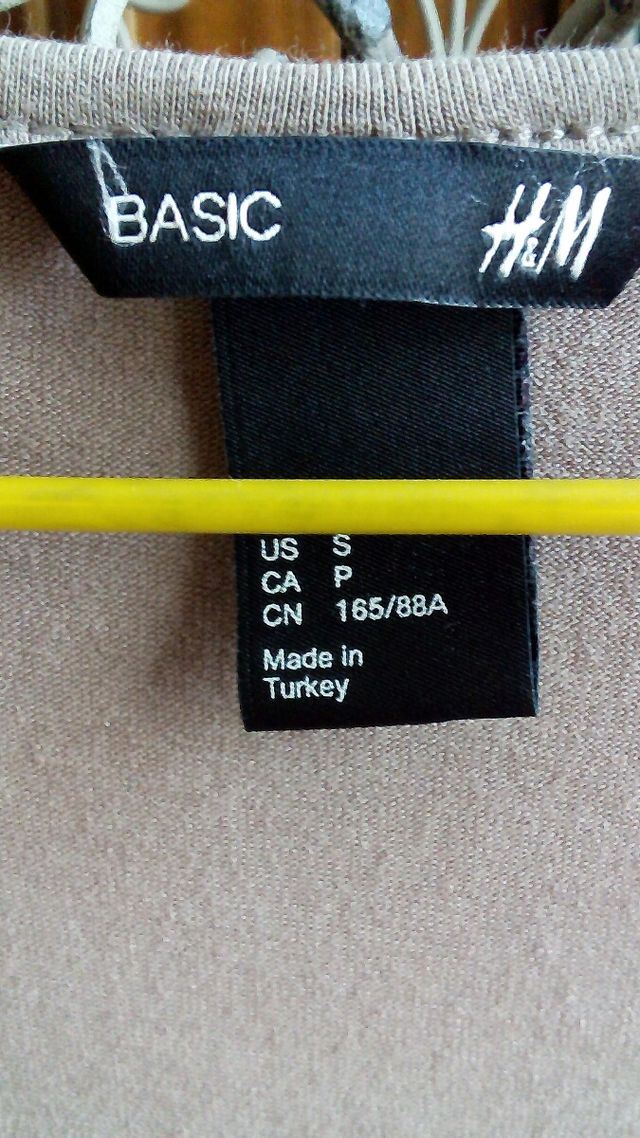 BASIC H&M
US S
CA P
CN 165/88A
Made in
Turkey